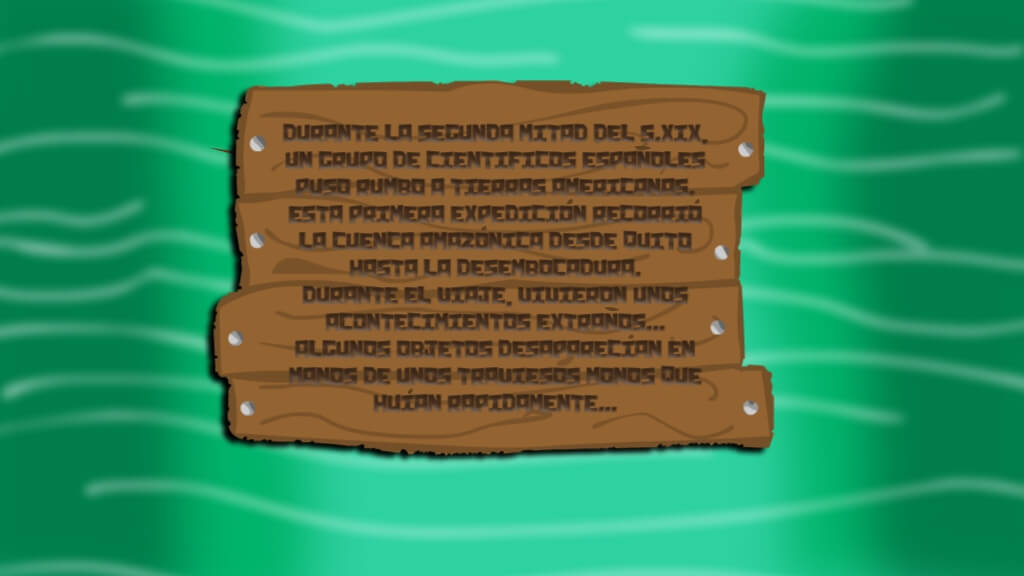 DURANTE LA SEGUNDA MITAD DEL S.XIX,
UN GRUPO DE CIENTIFICOS ESPAÑOLES
PUSO RUMBO A TIERRAS AMERICANAS.
ESTA PRIMERA EXPEDICIÓN RECORRIÓ
LA CUENCA AMAZÓNICA DESDE QUITO
HASTA LA DESEMBOCADURA.
DURANTE EL VIAJE, VIVIERON UNOS
ACONTECIMIENTOS EXTRAÑOS...
ALGUNOS OBJETOS DESAPARECÍAN EN
MANOS DE UNOS TRAVIESOS MONOS QUE
HUÍAN RAPIDAMENTE...